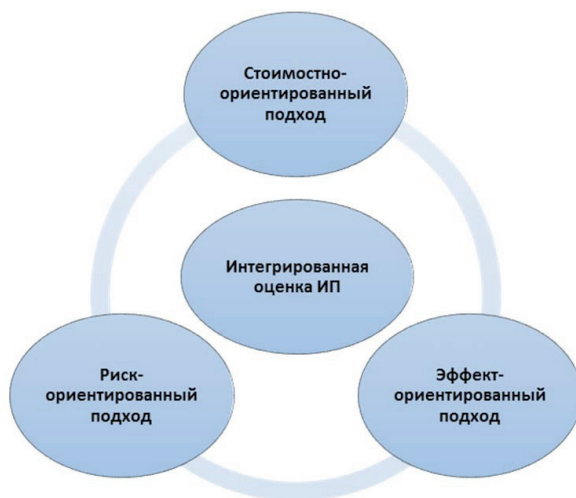 Стоимостно-
ориентированный
подход
Интегрированная
оценка ИП
Риск-
ориентированный
подход
Эффект-
ориентированный
подход